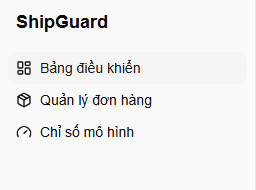 ShipGuard
Bảng điều khiển
Quản lý đơn hàng
Chỉ số mô hình